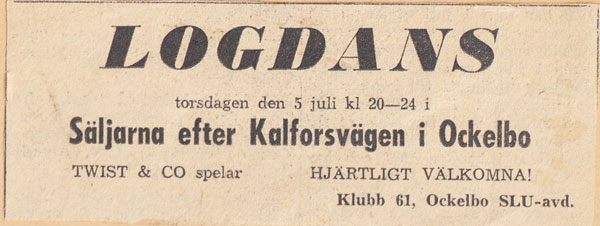 LOGDANS
torsdagen den 5 juli kl 20—24 i
Säljarna efter Kalforsvägen i Ockelbo
TWIST & CO spelar HJÄRTLIGT VÄLKOMNA!
Klubb 61, Ockelbo SLU-avd.